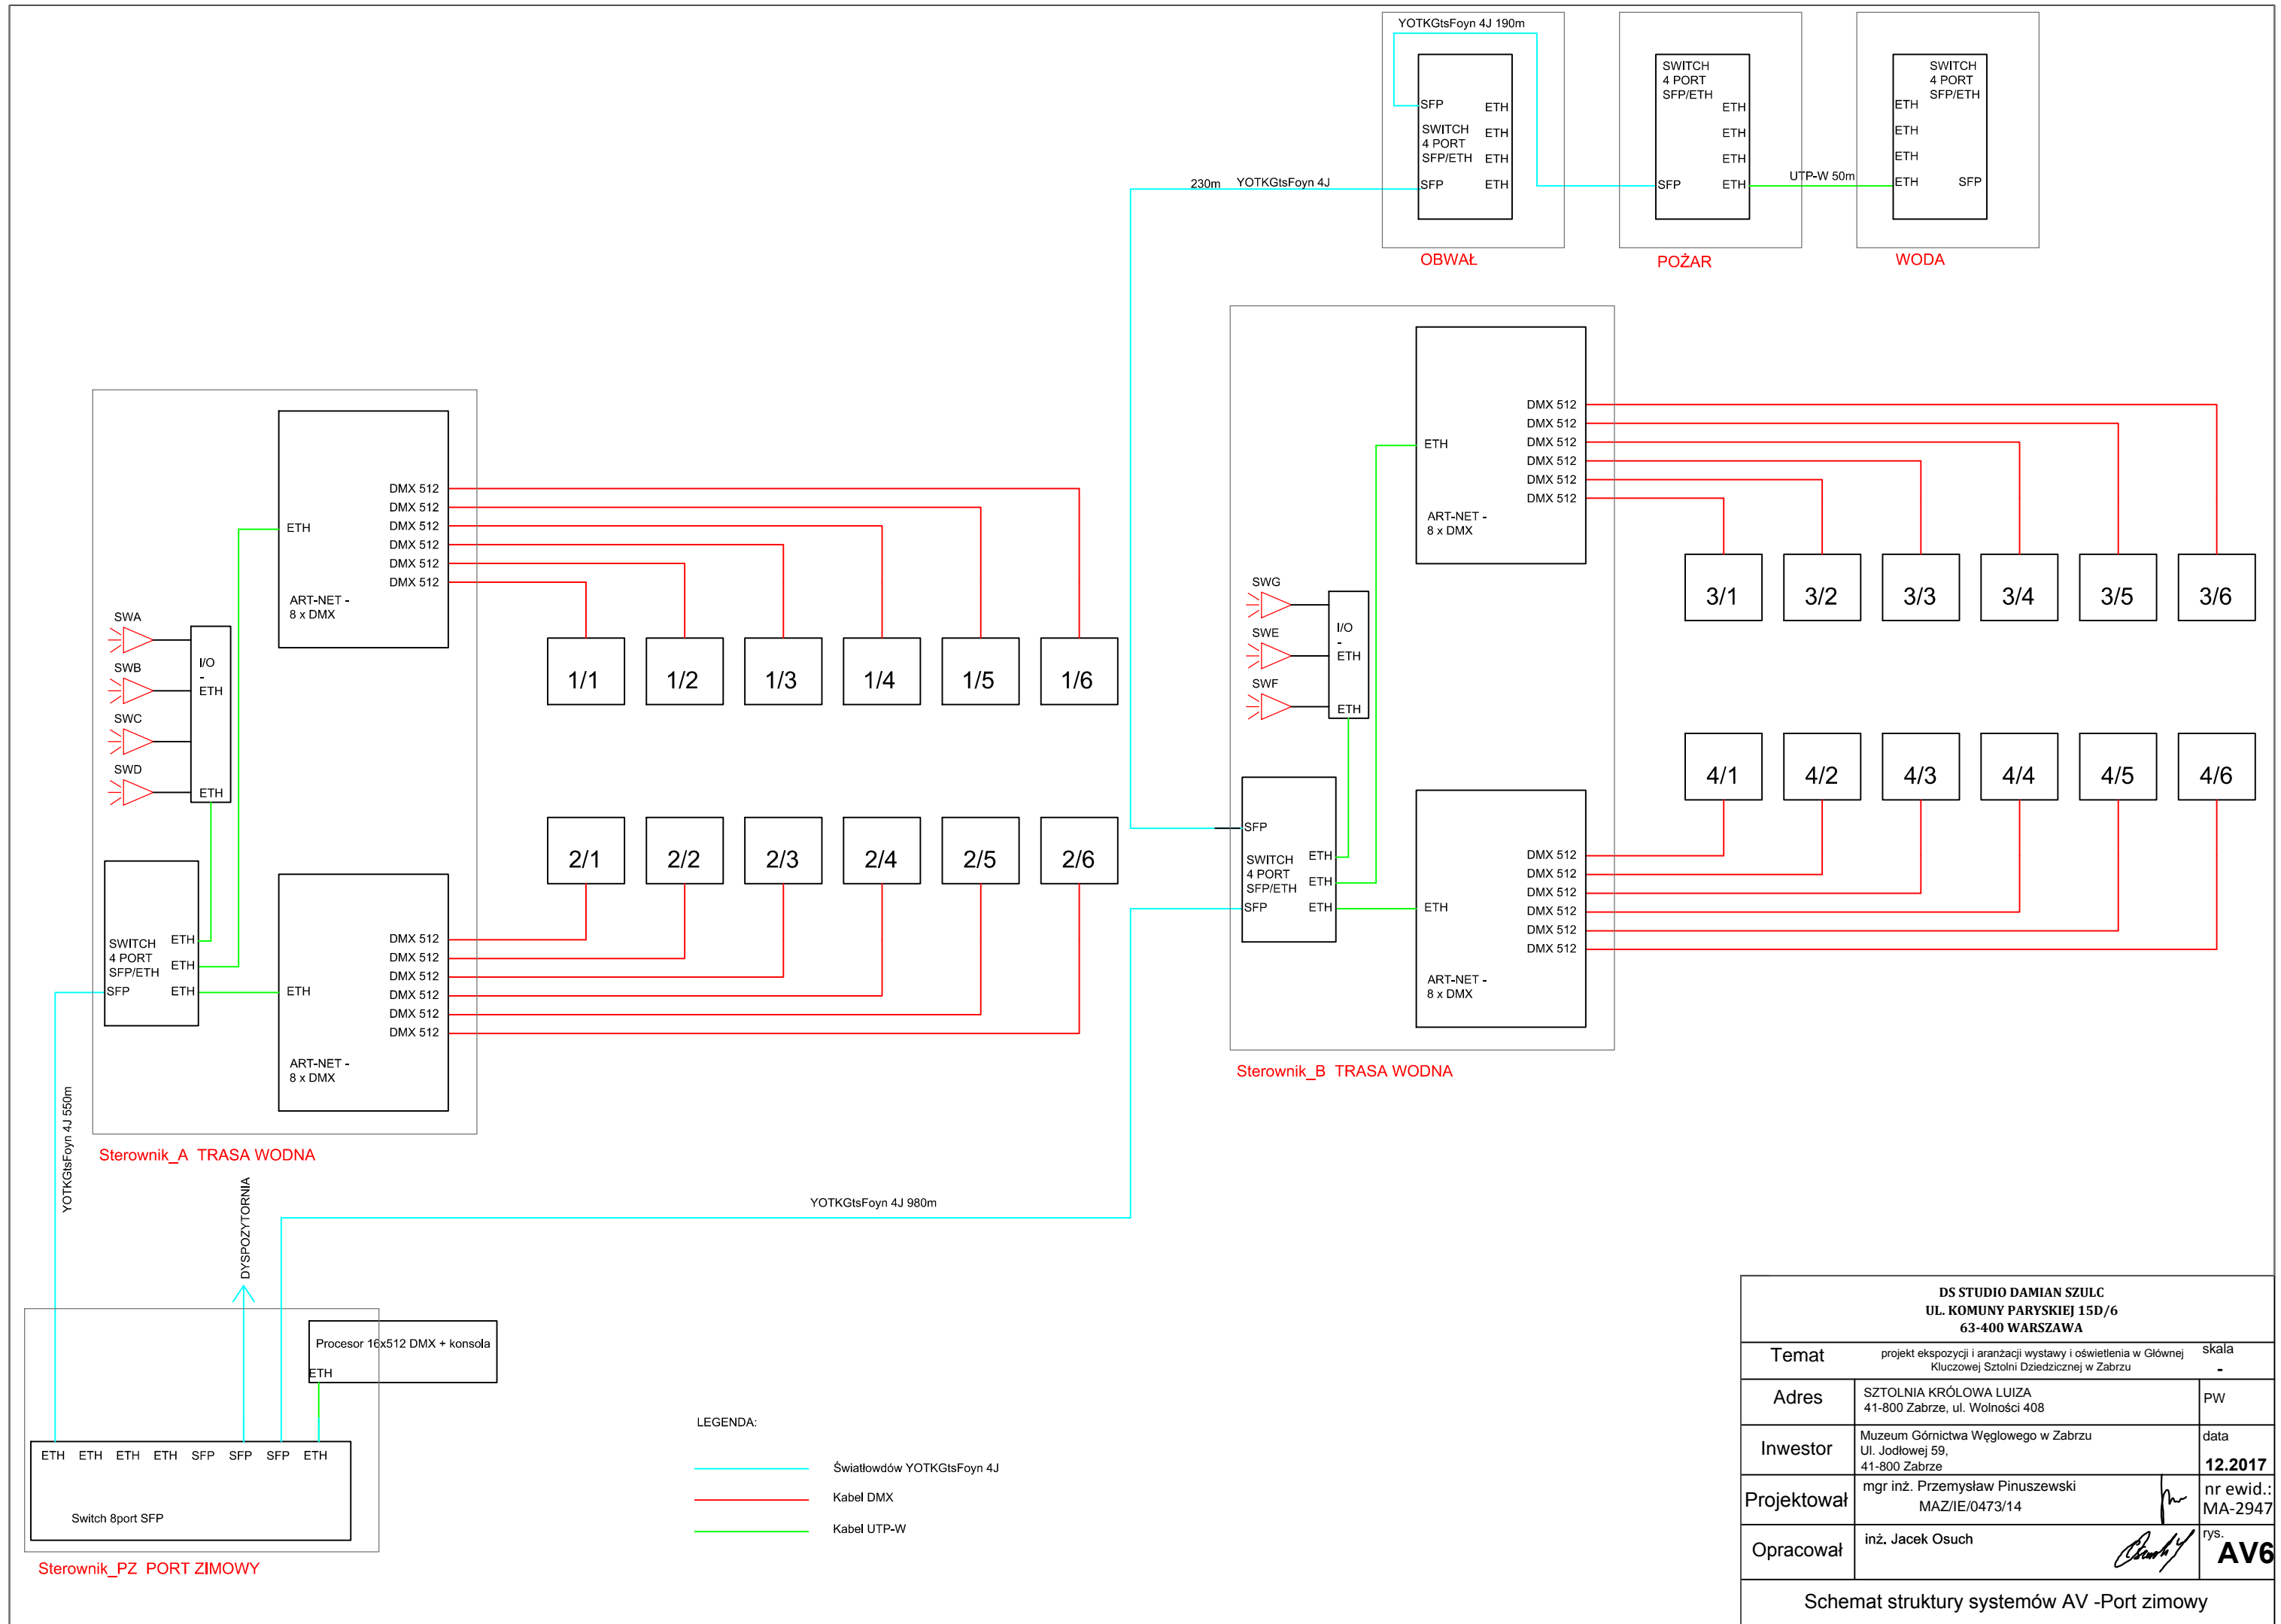 YOTKGtsFoyn 4J 190m
SFP
ETH
SWITCH
4 PORT
SFP/ETH
ETH
ETH
SFP
ETH
OBWAŁ
SWITCH
4 PORT
SFP/ETH
ETH
ETH
ETH
SFP
ETH
POŻAR
UTP-W 50m
SWITCH
4 PORT
SFP/ETH
ETH
ETH
ETH
ETH
SFP
WODA
230m YOTKGtsFoyn 4J
DMX 512
DMX 512
DMX 512
DMX 512
DMX 512
DMX 512
ETH
ART-NET -
8 x DMX
SWA
SWB
SWC
SWD
I/O
-
ETH
ETH
1/1 1/2 1/3 1/4 1/5 1/6
2/1 2/2 2/3 2/4 2/5 2/6
SWITCH
4 PORT
SFP/ETH
SFP
ETH
ETH
ETH
ETH
DMX 512
DMX 512
DMX 512
DMX 512
DMX 512
DMX 512
ART-NET -
8 x DMX
Sterownik_A TRASA WODNA
DMX 512
DMX 512
DMX 512
DMX 512
DMX 512
DMX 512
ETH
ART-NET -
8 x DMX
SWG
SWE
SWF
I/O
-
ETH
ETH
3/1 3/2 3/3 3/4 3/5 3/6
4/1 4/2 4/3 4/4 4/5 4/6
SFP
SWITCH
4 PORT
SFP/ETH
SFP
ETH
ETH
ETH
ETH
DMX 512
DMX 512
DMX 512
DMX 512
DMX 512
DMX 512
ART-NET -
8 x DMX
Sterownik_B TRASA WODNA
YOTKGtsFoyn 4J 550m
DYSPOZYTORNIA
YOTKGtsFoyn 4J 980m
Procesor 16x512 DMX + konsola
ETH
ETH ETH ETH ETH SFP SFP SFP ETH
Switch 8port SFP
Sterownik_PZ PORT ZIMOWY
LEGENDA:
Światłowdów YOTKGtsFoyn 4J
Kabel DMX
Kabel UTP-W
DS STUDIO DAMIAN SZULC
UL. KOMUNY PARYSKIEJ 15D/6
63-400 WARSZAWA
Temat
projekt ekspozycji i aranżacji wystawy i oświetlenia w Głównej
Kluczowej Sztolni Dziedzicznej w Zabrzu
skala
-
Adres
SZTOLNIA KRÓLOWA LUIZA
41-800 Zabrze, ul. Wolności 408
PW
Inwestor
Muzeum Górnictwa Węglowego w Zabrzu
Ul. Jodłowej 59,
41-800 Zabrze
data
12.2017
Projektował
mgr inż. Przemysław Pinuszewski
MAZ/IE/0473/14
nr ewid.:
MA-2947
Opracował
inż. Jacek Osuch
rys.
AV6
Schemat struktury systemów AV -Port zimowy